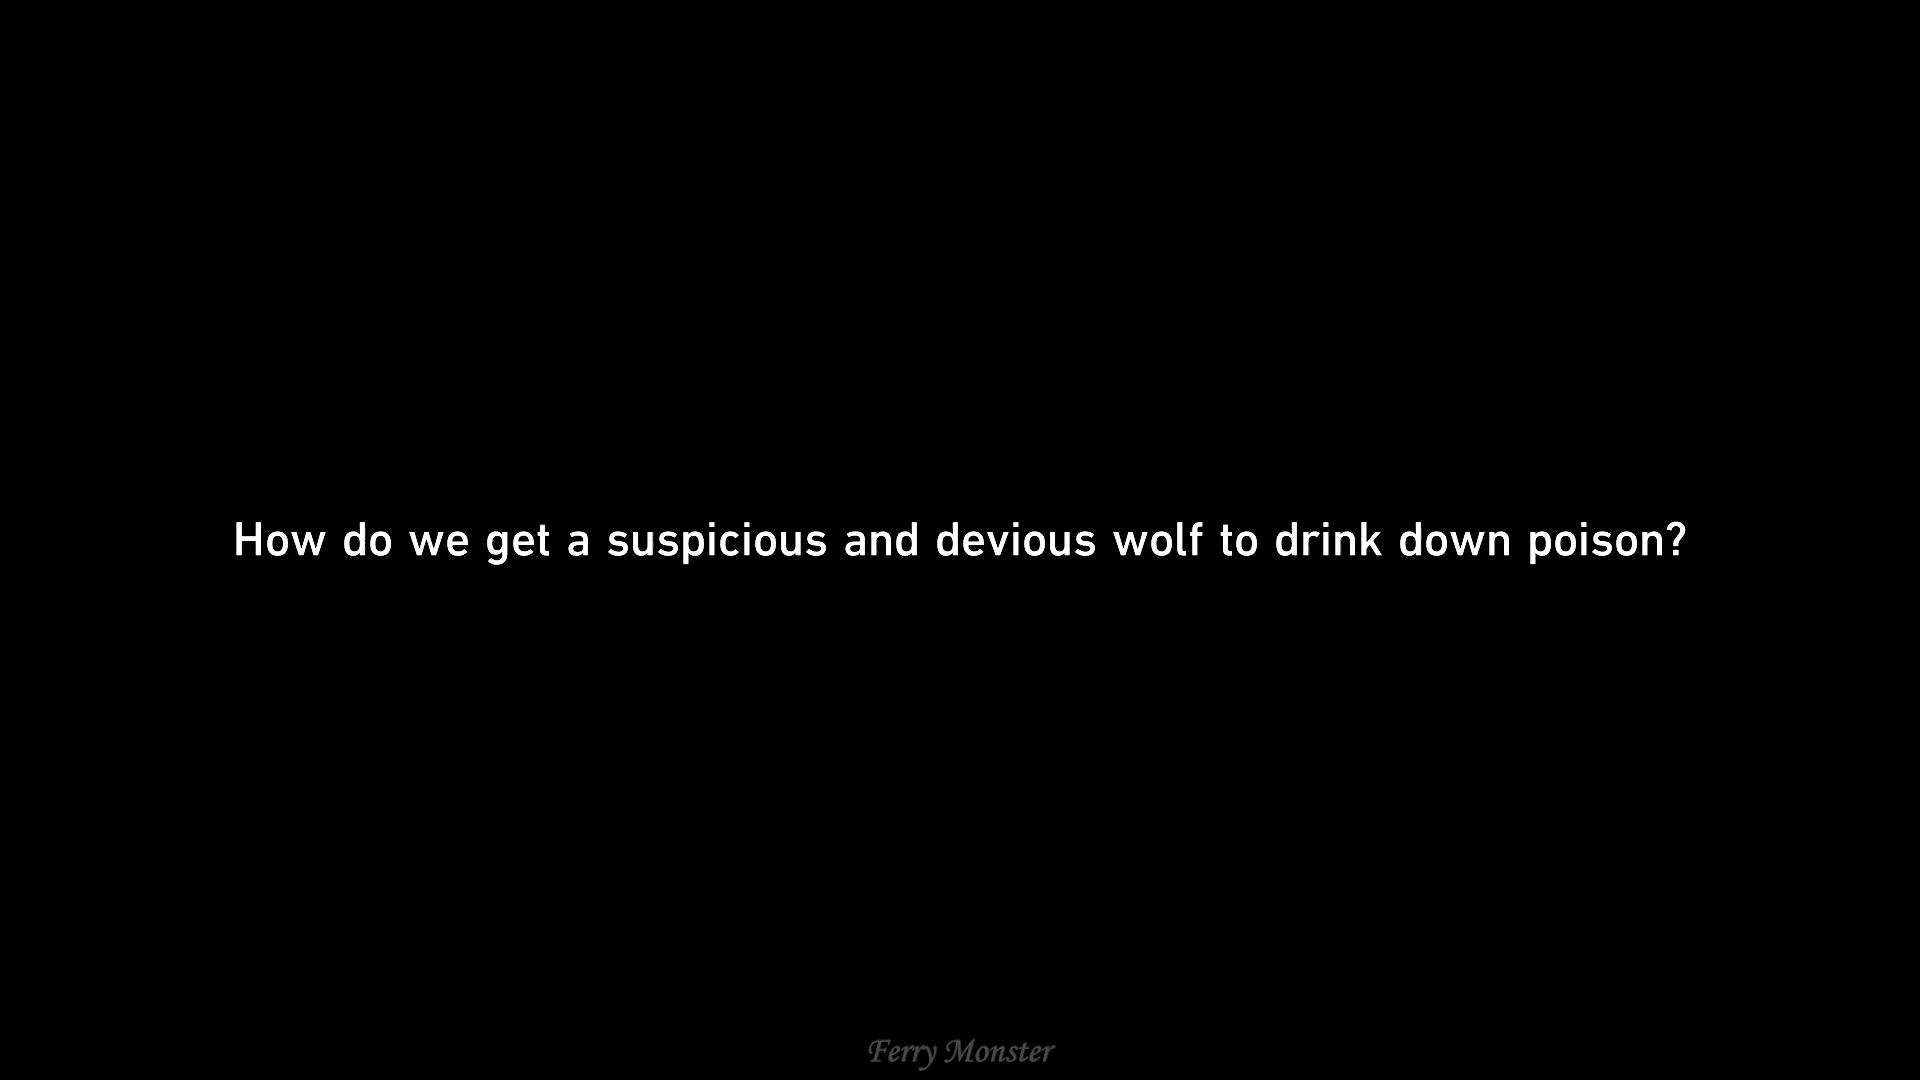 How do we get a suspicious and devious wolf to drink down poison?
Ferry Monster